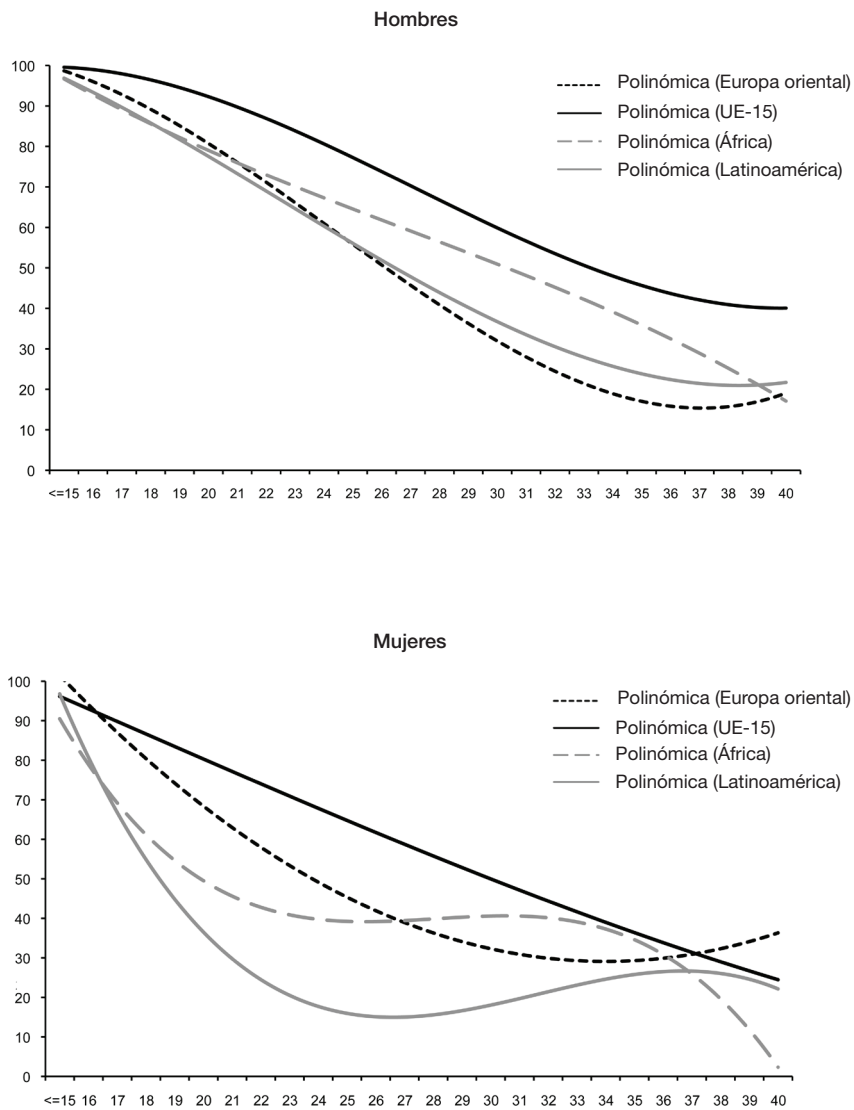 Hombres
100
90
80
70
60
50
40
30
20
10
0
Polinómica (Europa oriental)
Polinómica (UE-15)
Polinómica (África)
Polinómica (Latinoamérica)
<=15 16 17 18 19 20 21 22 23 24 25 26 27 28 29 30 31 32 33 34 35 36 37 38 39 40
Mujeres
100
90
80
70
60
50
40
30
20
10
0
Polinómica (Europa oriental)
Polinómica (UE-15)
Polinómica (África)
Polinómica (Latinoamérica)
<=15 16 17 18 19 20 21 22 23 24 25 26 27 28 29 30 31 32 33 34 35 36 37 38 39 40